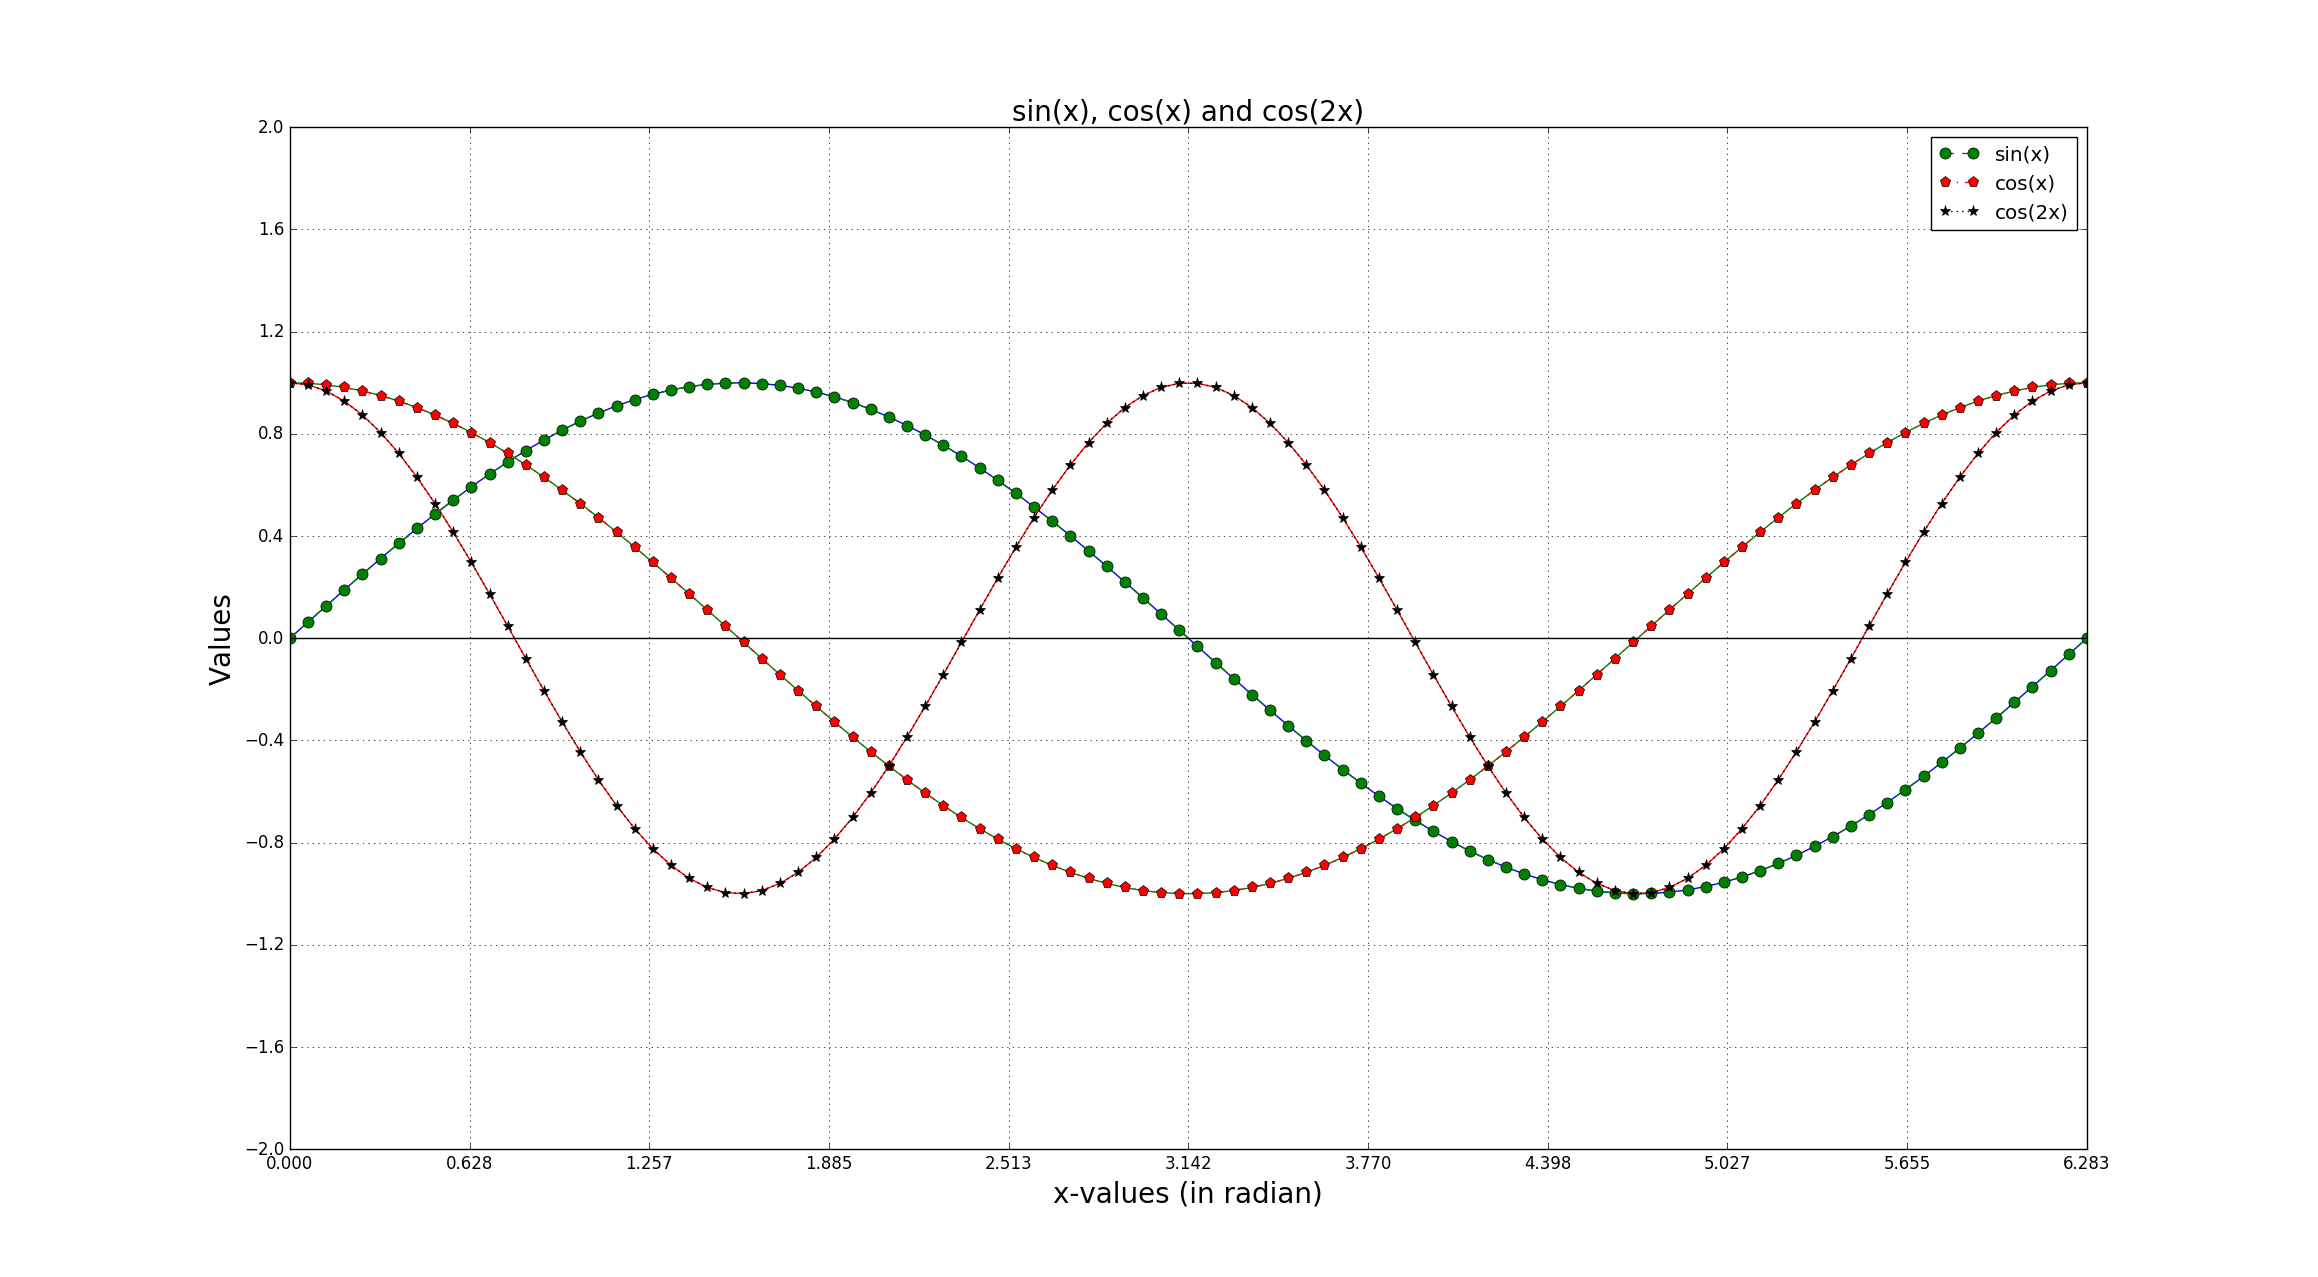 sin(x), cos(x) and cos(2x)
2.0
1.6
1.2
0.8
0.4
0.0
−0.4
−0.8
−1.2
−1.6
−2.0
Values
sin(x)
cos(x)
cos(2x)
0.000 0.628 1.257 1.885 2.513 3.142 3.770 4.398 5.027 5.655 6.283
x-values (in radian)